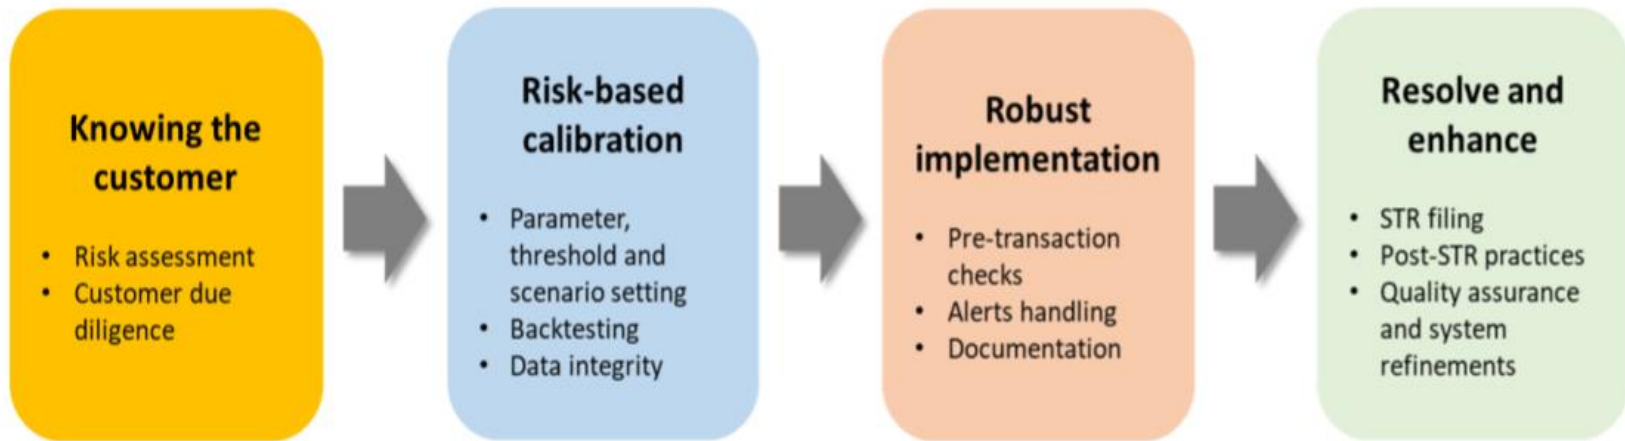 Knowing the
customer
• Risk assessment
• Customer due
diligence
Risk-based
calibration
• Parameter,
threshold and
scenario setting
• Backtesting
• Data integrity
Robust
implementation
• Pre-transaction
checks
• Alerts handling
• Documentation
Resolve and
enhance
• STR filing
• Post-STR practices
• Quality assurance
and system
refinements